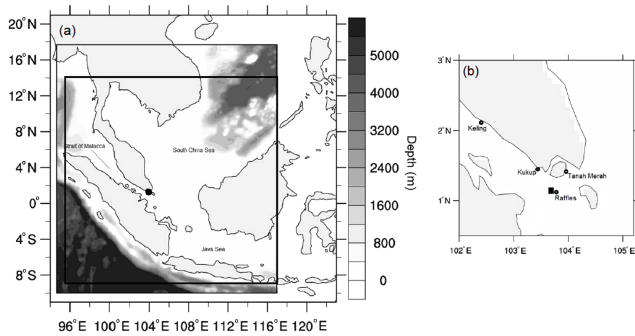 (a)
20°N
16°N
12°N
8°N
4°N
0°
4°S
8°S
96°E 100°E 104°E 108°E 112°E 116°E 120°E
Strait of Malacca
South China Sea
Java Sea
5000
4000
3200
2400
1600
800
0
Depth (m)
(b)
3°N
2°N
1°N
102°E 103°E 104°E 105°E
Keling
Kukup
Tanah Merah
Raffles